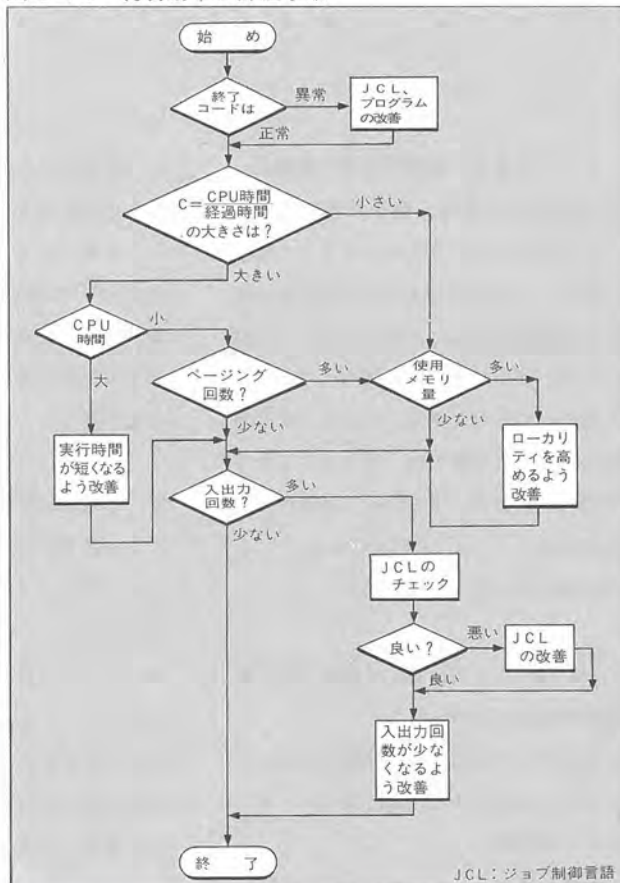 始 め
終了
コードは
異常
JCL、
プログラム
の改善
正常
C=CPU時間
経過時間
の大きさは?
小さい
大きい
CPU
時間
小
大
ページング
回数?
多い
使用
メモリ
量
多い
実行時間
が短くなる
よう改善
少ない
少ない
ローカリ
ティを高
めるよう
改善
入出力
回数?
多い
少ない
JCLの
チェック
良い?
悪い
JCL
の改善
良い
入出力回
数が少な
くなるよ
う改善
終 了
JCL:ジョブ制御言語